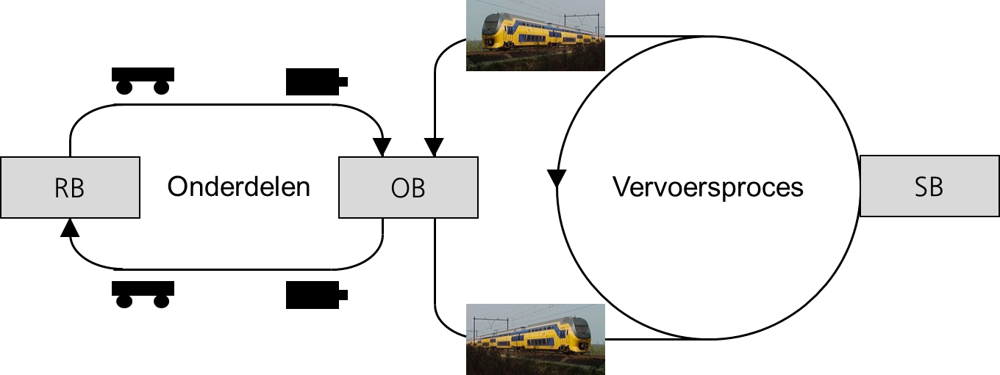 RB
Onderdelen
OB
Vervoersproces
SB